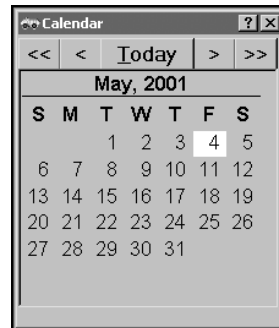 Calendar ? x
<< < Today > >>
May, 2001
S M T W T F S
1 2 3 4 5
6 7 8 9 10 11 12
13 14 15 16 17 18 19
20 21 22 23 24 25 26
27 28 29 30 31